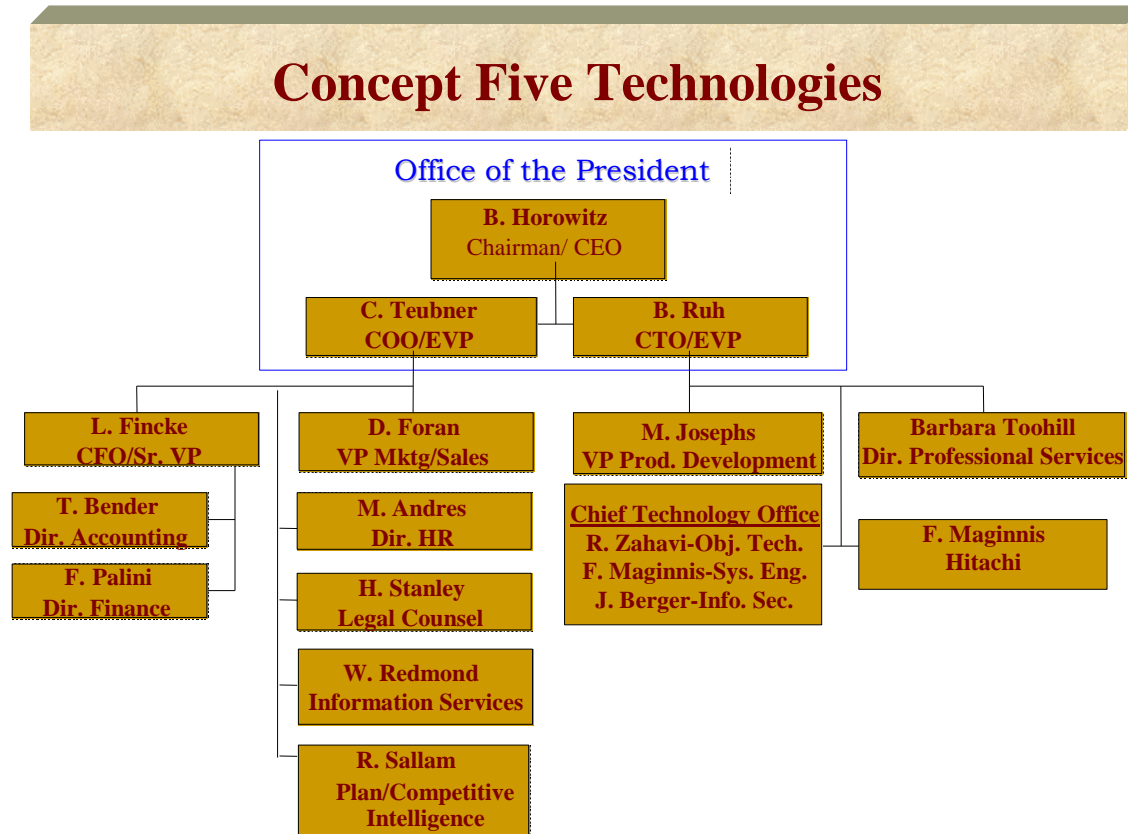 Concept Five Technologies
Office of the President
B. Horowitz
Chairman/ CEO
C. Teubner
COO/EVP
B. Ruh
CTO/EVP
L. Fincke
CFO/Sr. VP
D. Foran
VP Mktg/Sales
M. Josephs
VP Prod. Development
Barbara Toohill
Dir. Professional Services
T. Bender
Dir. Accounting
F. Palini
Dir. Finance
M. Andres
Dir. HR
H. Stanley
Legal Counsel
W. Redmond
Information Services
R. Sallam
Plan/Competitive
Intelligence
Chief Technology Office
R. Zahavi-Obj. Tech.
F. Maginnis-Sys. Eng.
J. Berger-Info. Sec.
F. Maginnis
Hitachi